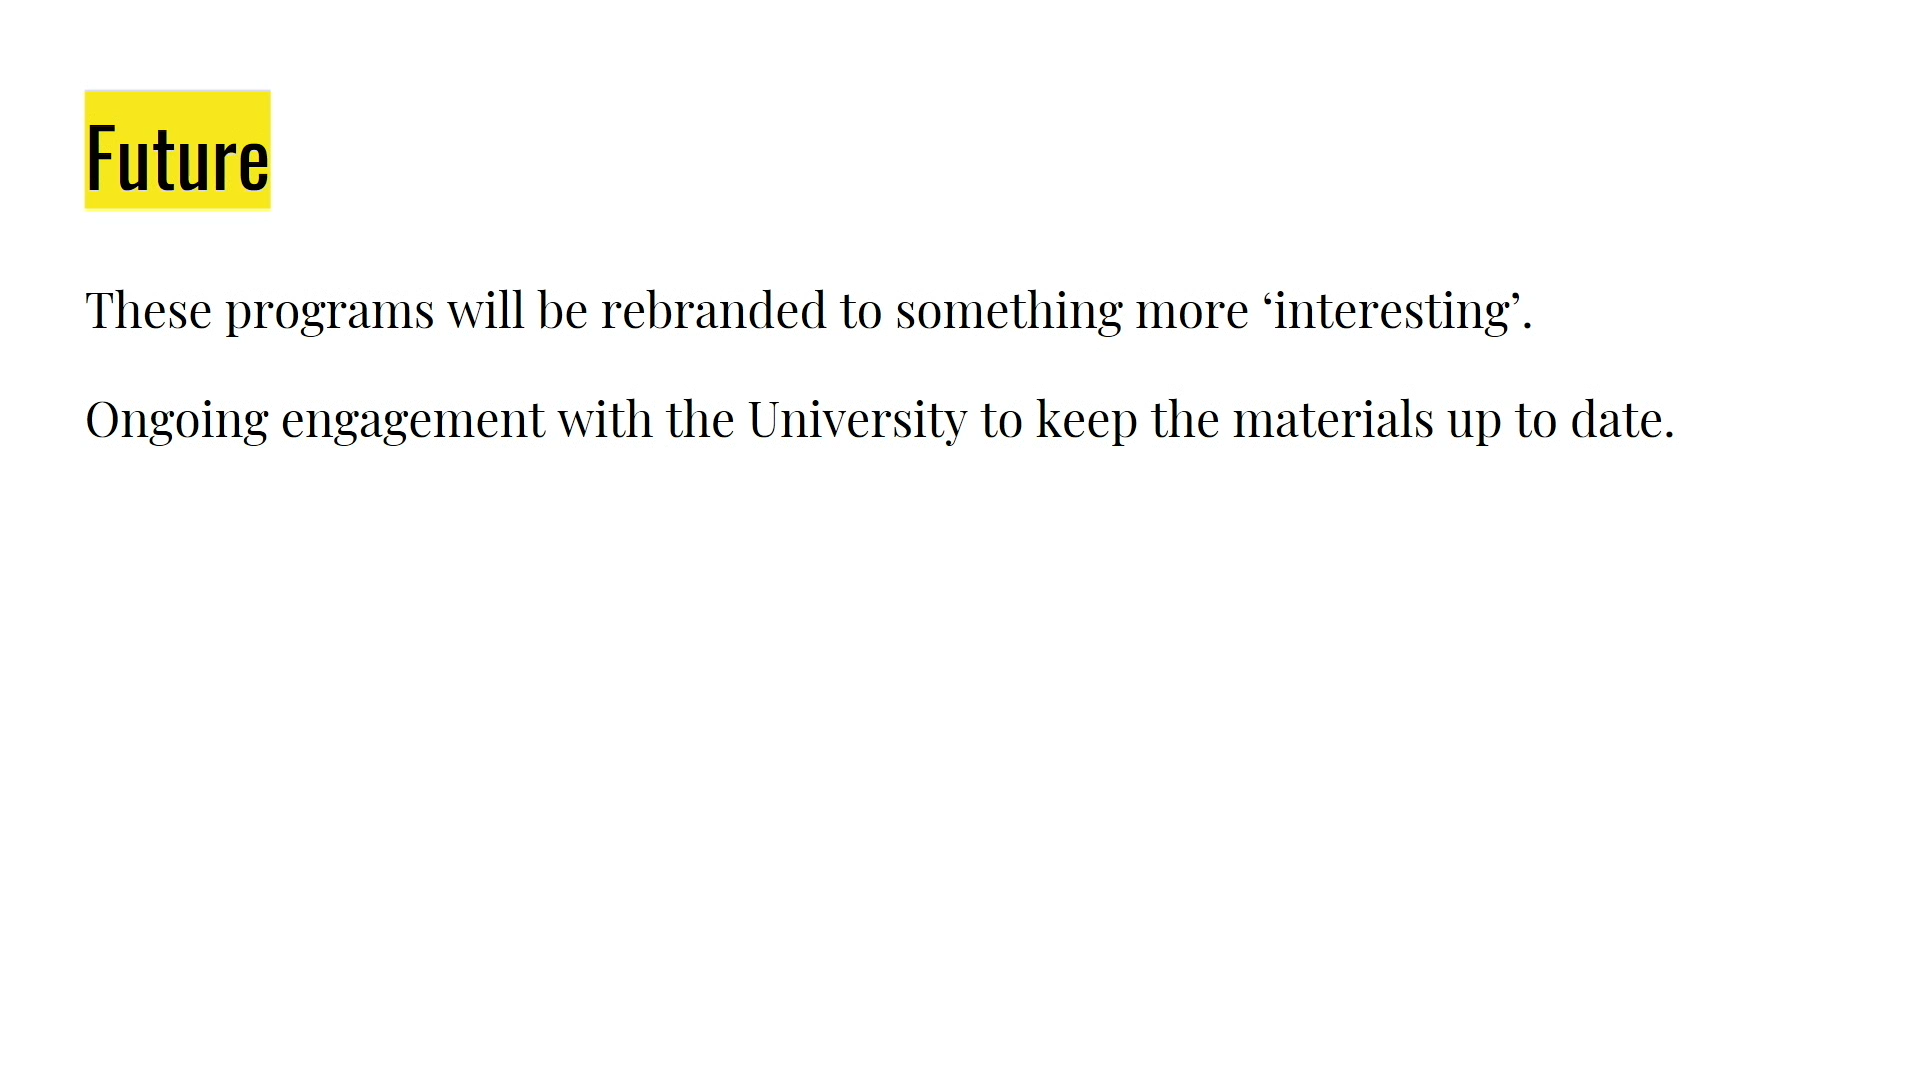 Future
These programs will be rebranded to something more ‘interesting’.
Ongoing engagement with the University to keep the materials up to date.